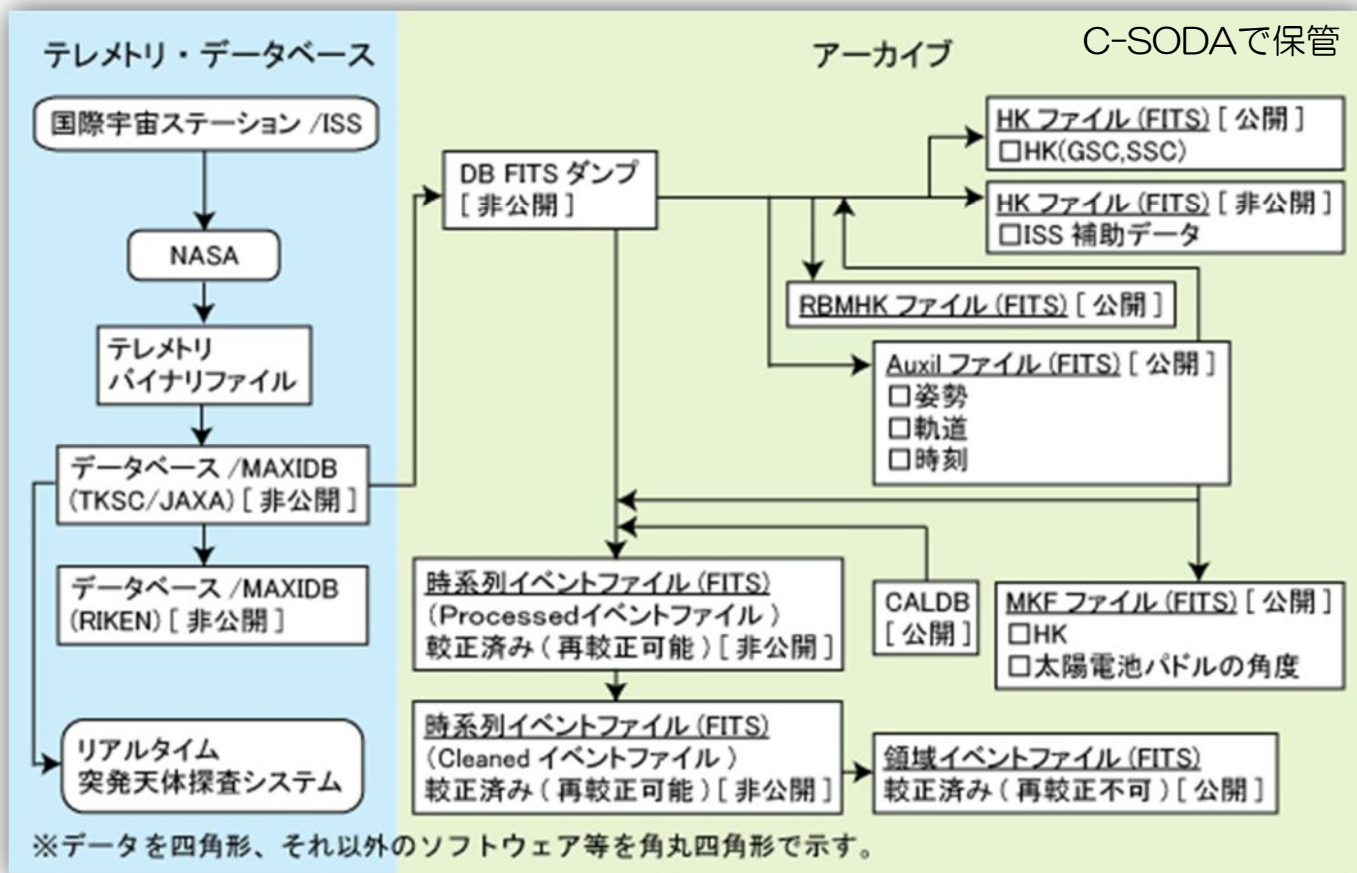 テレメトリ・データベース
国際宇宙ステーション /ISS
NASA
テレメトリ
バイナリファイル
データベース /MAXIDB
(TKSC/JAXA) [ 非公開 ]
データベース /MAXIDB
(RIKEN) [ 非公開 ]
リアルタイム
突発天体探査システム
アーカイブ
C-SODAで保管
DB FITS ダンプ
[ 非公開 ]
HK ファイル (FITS) [ 公開 ]
□HK(GSC,SSC)
HK ファイル (FITS) [ 非公開 ]
□ISS 補助データ
RBMHK ファイル (FITS) [ 公開 ]
Auxil ファイル (FITS) [ 公開 ]
□姿勢
□軌道
□時刻
時系列イベントファイル (FITS)
(Processedイベントファイル )
較正済み ( 再較正可能 ) [ 非公開 ]
CALDB
[ 公開 ]
MKF ファイル (FITS) [ 公開 ]
□HK
□太陽電池パドルの角度
時系列イベントファイル (FITS)
(Cleaned イベントファイル )
較正済み ( 再較正可能 ) [ 非公開 ]
領域イベントファイル (FITS)
較正済み ( 再較正不可 ) [ 公開 ]
※データを四角形、それ以外のソフトウェア等を角丸四角形で示す。